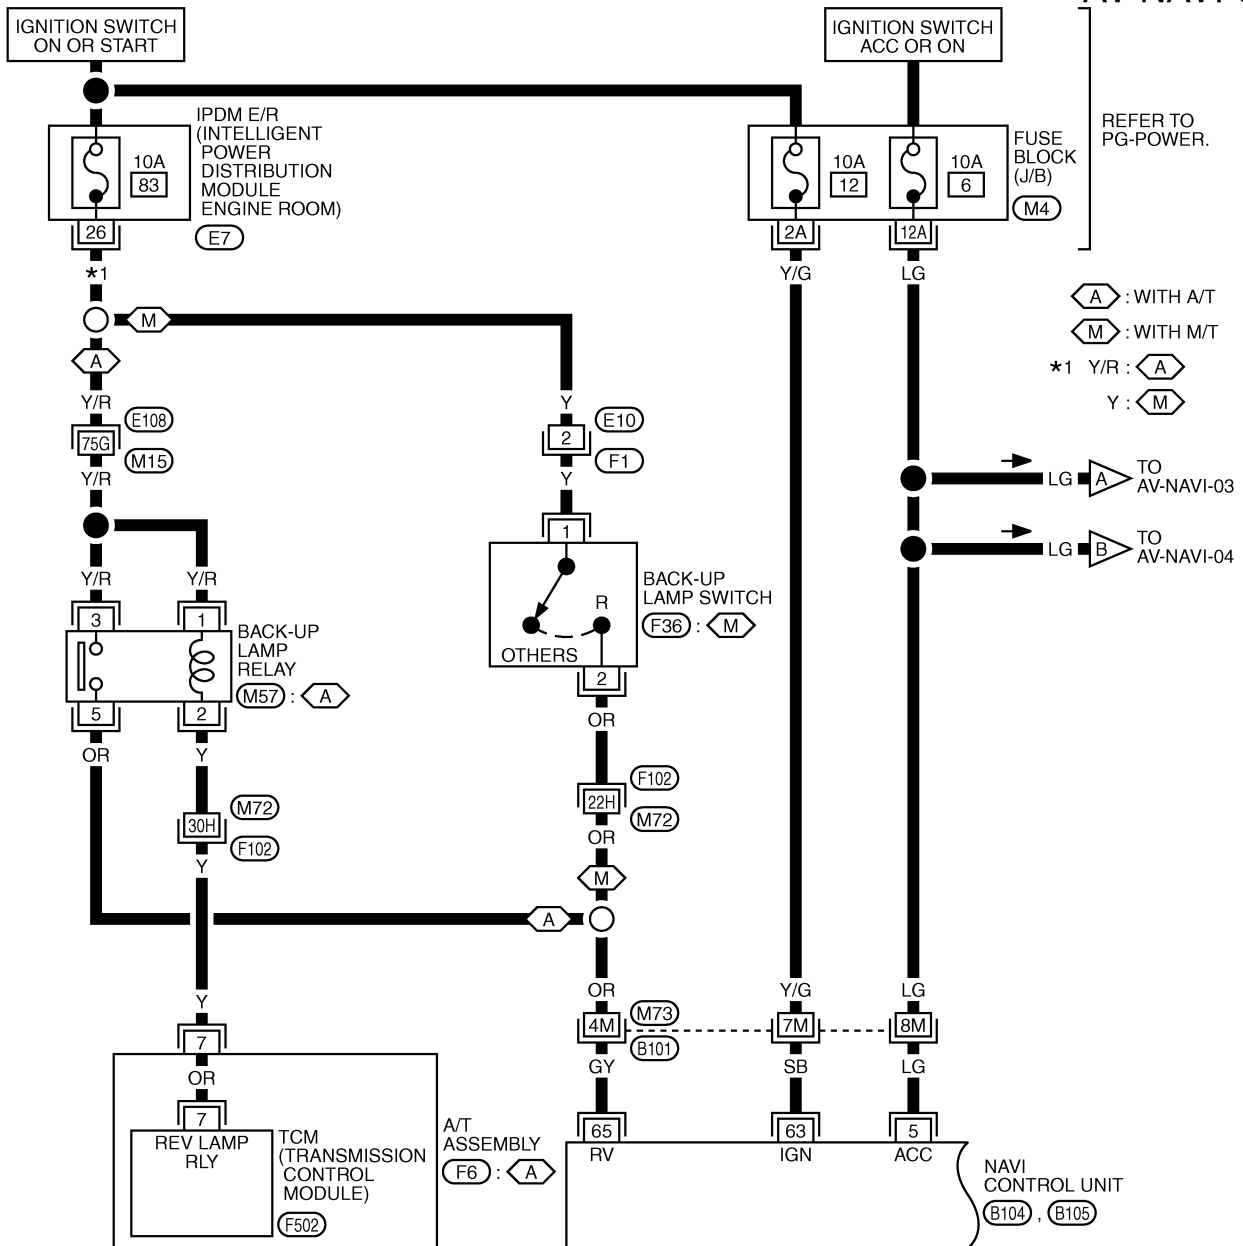 IGNITION SWITCH
ON OR START
IGNITION SWITCH
ACC OR ON
IPDM E/R
(INTELLIGENT
POWER
DISTRIBUTION
MODULE
ENGINE ROOM)
E7
10A
83
10A
12
10A
6
FUSE
BLOCK
(J/B)
M4
REFER TO
PG-POWER.
26
2A
12A
*1
Y/G
LG
A : WITH A/T
M : WITH M/T
*1 Y/R : A
Y : M
M
A
Y/R
Y
E108
75G
M15
E10
2
F1
Y/R
Y
LG
A
TO
AV-NAVI-03
LG
B
TO
AV-NAVI-04
1
Y/R
Y/R
3
1
BACK-UP
LAMP
RELAY
M57 : A
5
2
R
OTHERS
BACK-UP
LAMP SWITCH
F36 : M
2
OR
Y
OR
M72
30H
F102
Y
F102
22H
M72
OR
M
A
Y
OR
Y/G
LG
M73
4M
7M
8M
B101
GY
SB
LG
7
OR
7
REV LAMP
RLY
TCM
(TRANSMISSION
CONTROL
MODULE)
F502
A/T
ASSEMBLY
F6 : A
65
63
5
RV
IGN
ACC
NAVI
CONTROL UNIT
B104 , B105